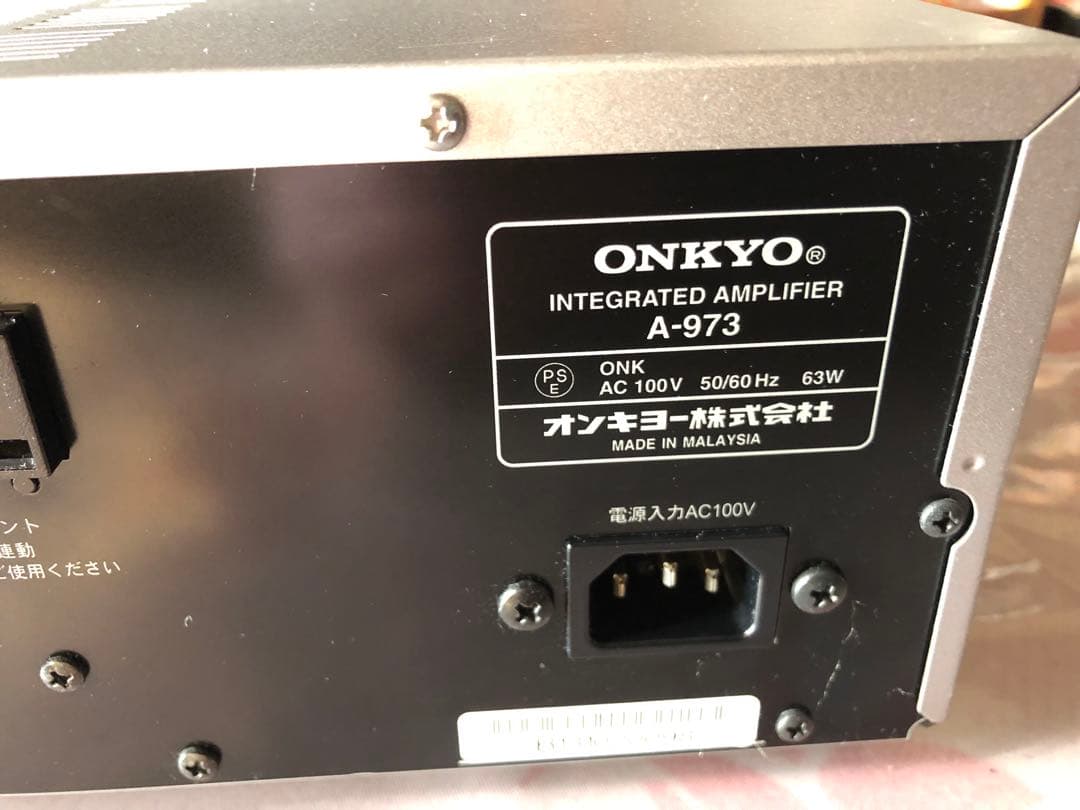 ONKYO®
INTEGRATED AMPLIFIER
A-973
PS
E
ONK
AC 100V 50/60Hz 63W
オンキヨー株式会社
MADE IN MALAYSIA
電源入力AC100V
ント
連動
ご使用ください